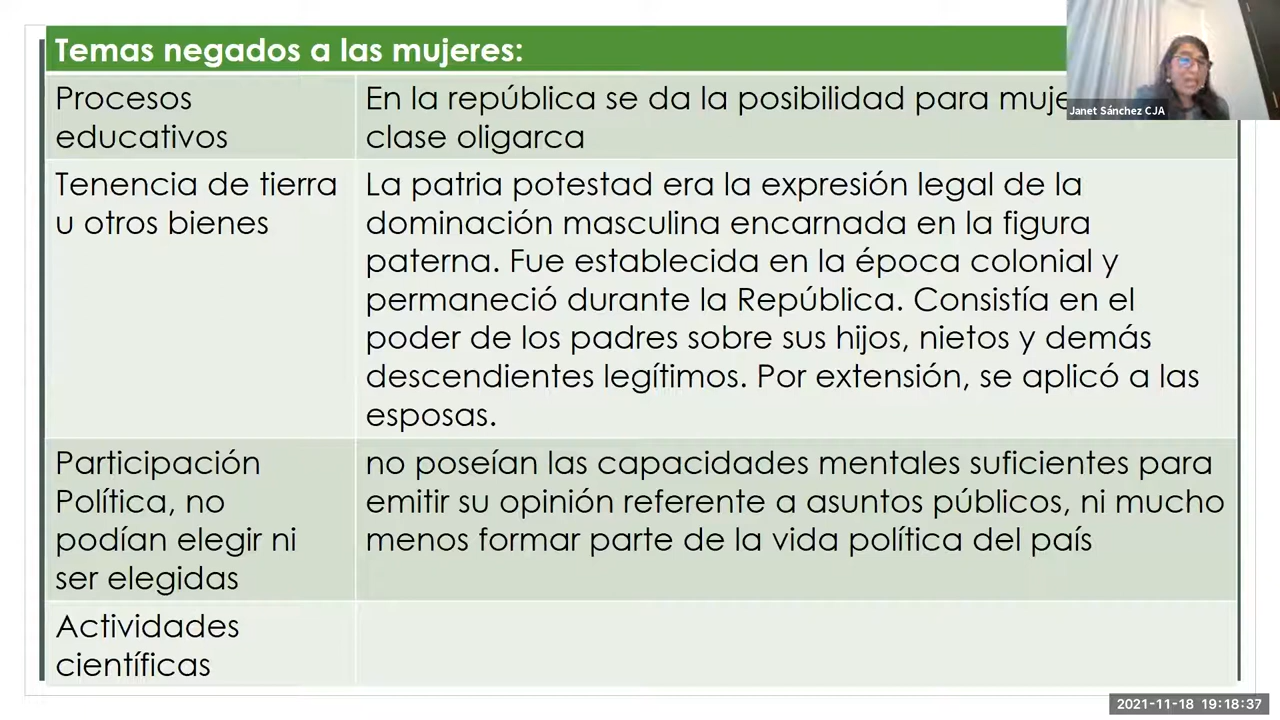 Temas negados a las mujeres:
Procesos
educativos
En la república se da la posibilidad para
clase oligarca
Tenencia de tierra
u otros bienes
La patria potestad era la expresión legal de la
dominación masculina encarnada en la figura
paterna. Fue establecida en la época colonial y
permaneció durante la República. Consistía en el
poder de los padres sobre sus hijos, nietos y demás
descendientes legítimos. Por extensión, se aplicó a las
esposas.
Participación
Política, no
podían elegir ni
ser elegidas
no poseían las capacidades mentales suficientes para
emitir su opinión referente a asuntos públicos, ni mucho
menos formar parte de la vida política del país
Actividades
científicas
Janet Sánchez CJA
2021-11-18 19:18:37